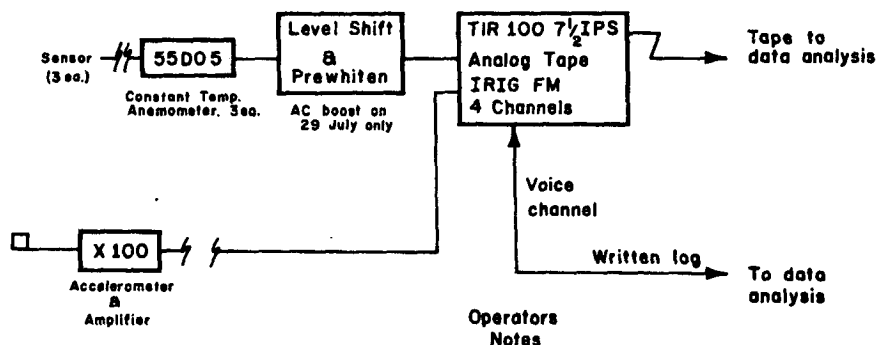 Sensor
(3 ea.)
55D05
Constant Temp.
Anemometer. 3ea.
Level Shift
&
Prewhiten
AC boost on
29 July only
TIR 100 7 1/2 IPS
Analog Tape
IRIG FM
4 Channels
Tape to
data analysis
Voice
channel
X100
Accelerometer
&
Amplifier
Written log
To data
analysis
Operators
Notes